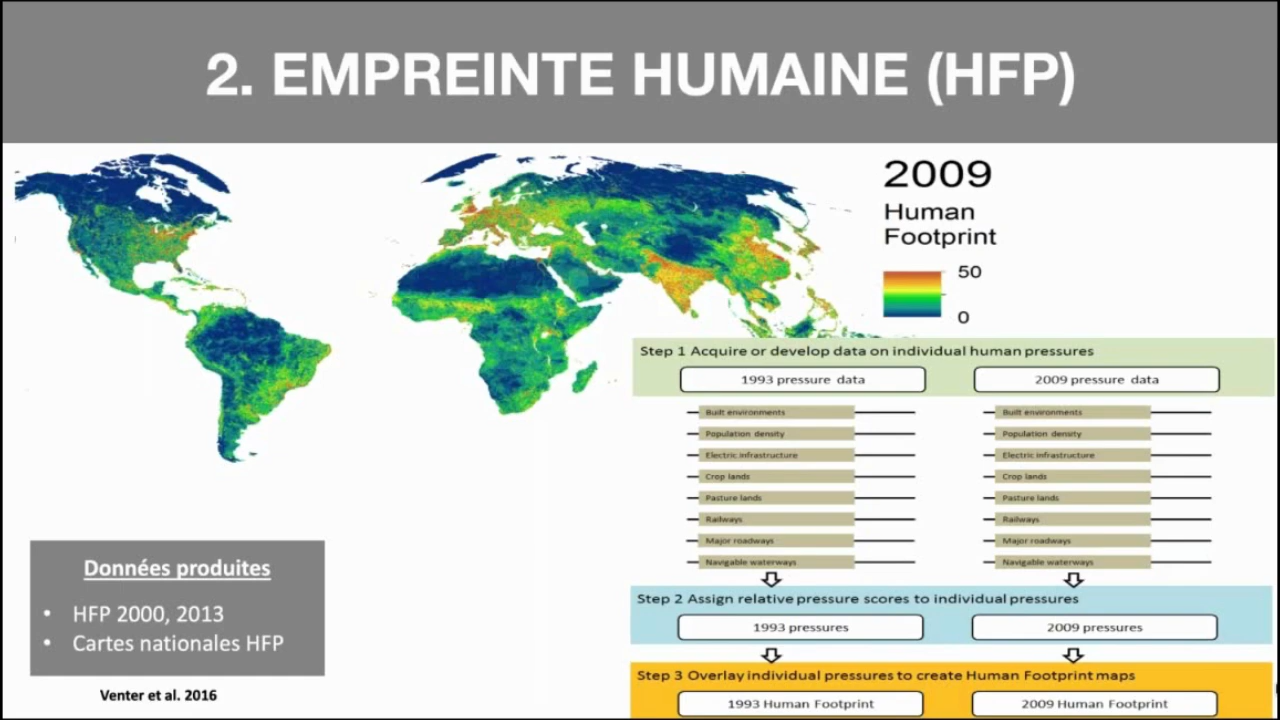 2. EMPREINTE HUMAINE (HFP)
2009
Human
Footprint
50
0
Step 1 Acquire or develop data on individual human pressures
1993 pressure data
2009 pressure data
Built environments
Built environments
Population density
Population density
Electric infrastructure
Electric infrastructure
Crop lands
Crop lands
Pasture lands
Pasture lands
Railways
Railways
Major roadways
Major roadways
Navigable waterways
Navigable waterways
Step 2 Assign relative pressure scores to individual pressures
1993 pressures
2009 pressures
Step 3 Overlay individual pressures to create Human Footprint maps
1993 Human Footprint
2009 Human Footprint
Données produites
• HFP 2000, 2013
• Cartes nationales HFP
Venter et al. 2016